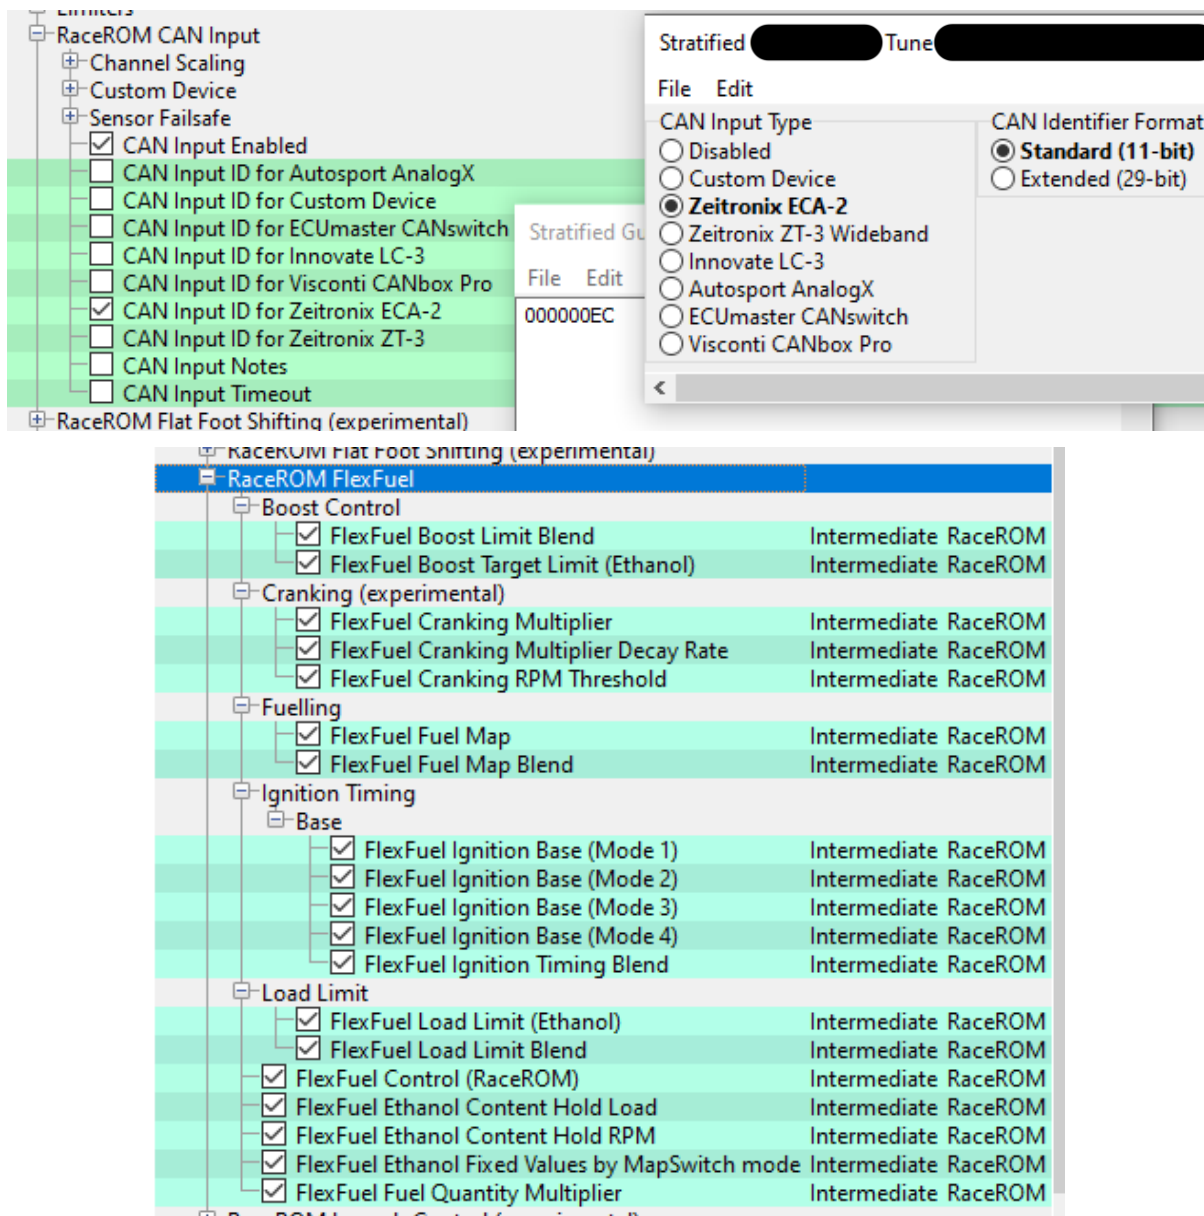 Limiters
RaceROM CAN Input
Channel Scaling
Custom Device
Sensor Failsafe
CAN Input Enabled
CAN Input ID for Autosport AnalogX
CAN Input ID for Custom Device
CAN Input ID for ECUmaster CANswitch
CAN Input ID for Innovate LC-3
CAN Input ID for Visconti CANbox Pro
CAN Input ID for Zeitronix ECA-2
CAN Input ID for Zeitronix ZT-3
CAN Input Notes
CAN Input Timeout
RaceROM Flat Foot Shifting (experimental)
Stratified Gu
File Edit
000000EC
Stratified Tune
File Edit
CAN Input Type
Disabled
Custom Device
Zeitronix ECA-2
Zeitronix ZT-3 Wideband
Innovate LC-3
Autosport AnalogX
ECUmaster CANswitch
Visconti CANbox Pro
CAN Identifier Format
Standard (11-bit)
Extended (29-bit)
RaceROM Flat Foot Shifting (experimental)
RaceROM FlexFuel
Boost Control
FlexFuel Boost Limit Blend Intermediate RaceROM
FlexFuel Boost Target Limit (Ethanol) Intermediate RaceROM
Cranking (experimental)
FlexFuel Cranking Multiplier Intermediate RaceROM
FlexFuel Cranking Multiplier Decay Rate Intermediate RaceROM
FlexFuel Cranking RPM Threshold Intermediate RaceROM
Fuelling
FlexFuel Fuel Map Intermediate RaceROM
FlexFuel Fuel Map Blend Intermediate RaceROM
Ignition Timing
Base
FlexFuel Ignition Base (Mode 1) Intermediate RaceROM
FlexFuel Ignition Base (Mode 2) Intermediate RaceROM
FlexFuel Ignition Base (Mode 3) Intermediate RaceROM
FlexFuel Ignition Base (Mode 4) Intermediate RaceROM
FlexFuel Ignition Timing Blend Intermediate RaceROM
Load Limit
FlexFuel Load Limit (Ethanol) Intermediate RaceROM
FlexFuel Load Limit Blend Intermediate RaceROM
FlexFuel Control (RaceROM) Intermediate RaceROM
FlexFuel Ethanol Content Hold Load Intermediate RaceROM
FlexFuel Ethanol Content Hold RPM Intermediate RaceROM
FlexFuel Ethanol Fixed Values by MapSwitch mode Intermediate RaceROM
FlexFuel Fuel Quantity Multiplier Intermediate RaceROM
RaceROM Launch Control (experimental)